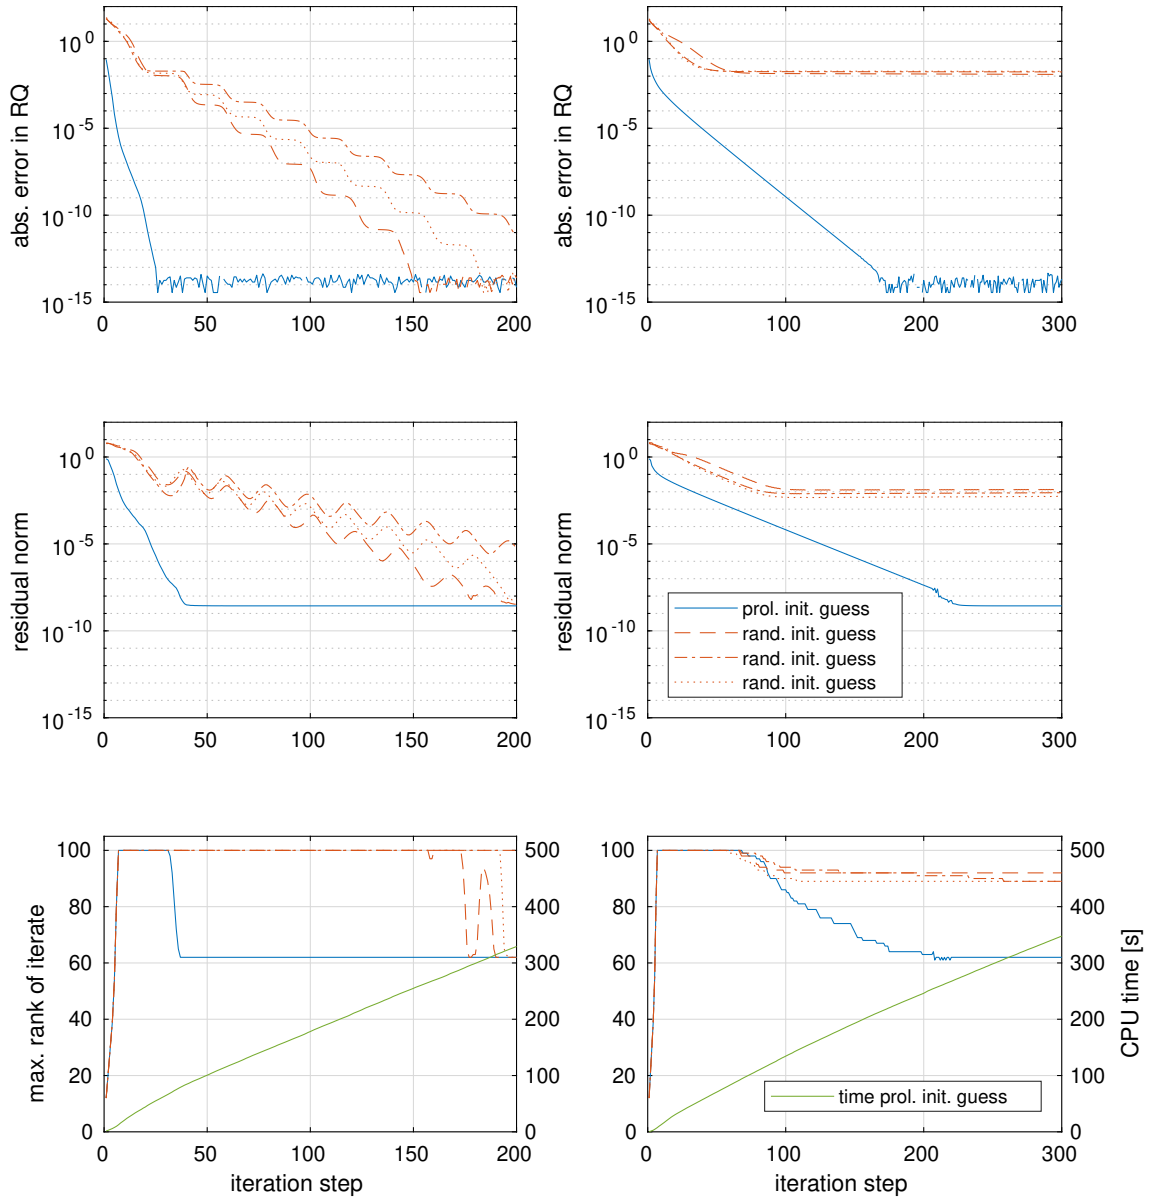 abs. error in RQ
10^0
10^-5
10^-10
10^-15
0 50 100 150 200
abs. error in RQ
10^0
10^-5
10^-10
10^-15
0 100 200 300
residual norm
10^0
10^-5
10^-10
10^-15
0 50 100 150 200
residual norm
10^0
10^-5
10^-10
10^-15
0 100 200 300
prol. init. guess
rand. init. guess
rand. init. guess
rand. init. guess
max. rank of iterate
100
80
60
40
20
0
500
400
300
200
100
0
0 50 100 150 200
iteration step
100
80
60
40
20
0
500
400
300
200
100
0
CPU time [s]
time prol. init. guess
0 100 200 300
iteration step